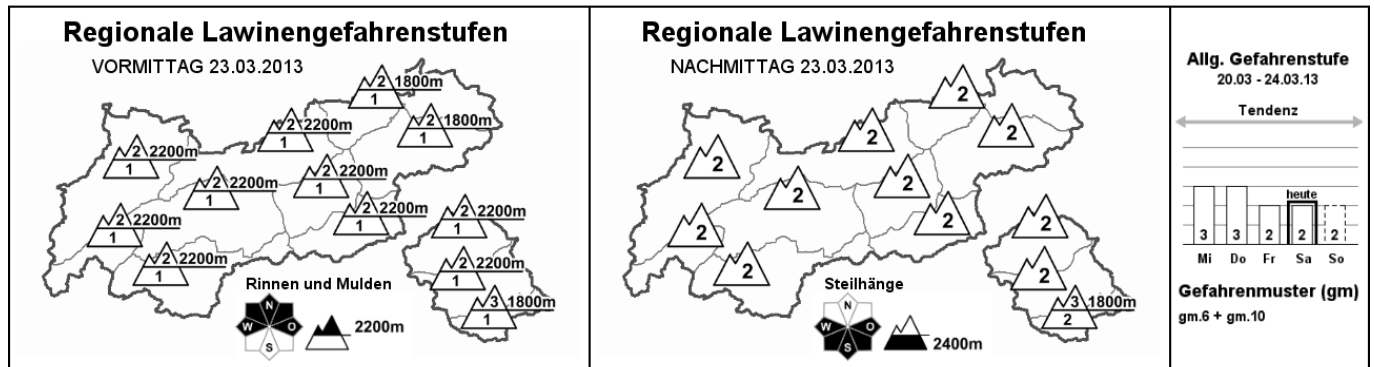 Regionale Lawinengefahrenstufen
VORMITTAG 23.03.2013
2 1800m
1
2 2200m
1
2 1800m
1
2 2200m
1
2 2200m
1
2 2200m
1
2 2200m
1
2 2200m
1
2 2200m
1
2 2200m
1
2 2200m
1
3 1800m
1
Rinnen und Mulden
N
W O
S
2200m
Regionale Lawinengefahrenstufen
NACHMITTAG 23.03.2013
2
2
2
2
2
2
2
2
2
2
2
3 1800m
2
Steilhänge
N
W O
S
2400m
Allg. Gefahrenstufe
20.03 - 24.03.13
Tendenz
heute
3 3 2 2 2
Mi Do Fr Sa So
Gefahrenmuster (gm)
gm.6 + gm.10